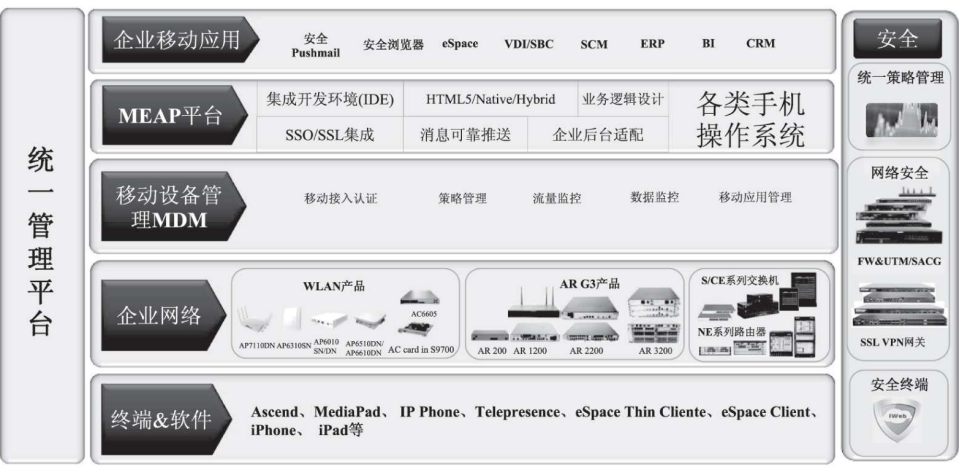 统一管理平台
企业移动应用
安全 Pushmail
安全浏览器
eSpace
VDI/SBC
SCM
ERP
BI
CRM
MEAP平台
集成开发环境(IDE)
HTML5/Native/Hybrid
业务逻辑设计
SSO/SSL集成
消息可靠推送
企业后台适配
各类手机
操作系统
移动设备管
理MDM
移动接入认证
策略管理
流量监控
数据监控
移动应用管理
企业网络
WLAN产品
AC6605
AP7110DN
AP6310SN
AP6010
SN/DN
AP6510DN/
AP6610DN
AC card in S9700
AR G3产品
AR 200
AR 1200
AR 2200
AR 3200
S/CE系列交换机
NE系列路由器
终端&软件
Ascend、MediaPad、 IP Phone、Telepresence、eSpace Thin Cliente、eSpace Client、
iPhone、 iPad等
安全
统一策略管理
网络安全
FW&UTM/SACG
SSL VPN网关
安全终端
iWeb